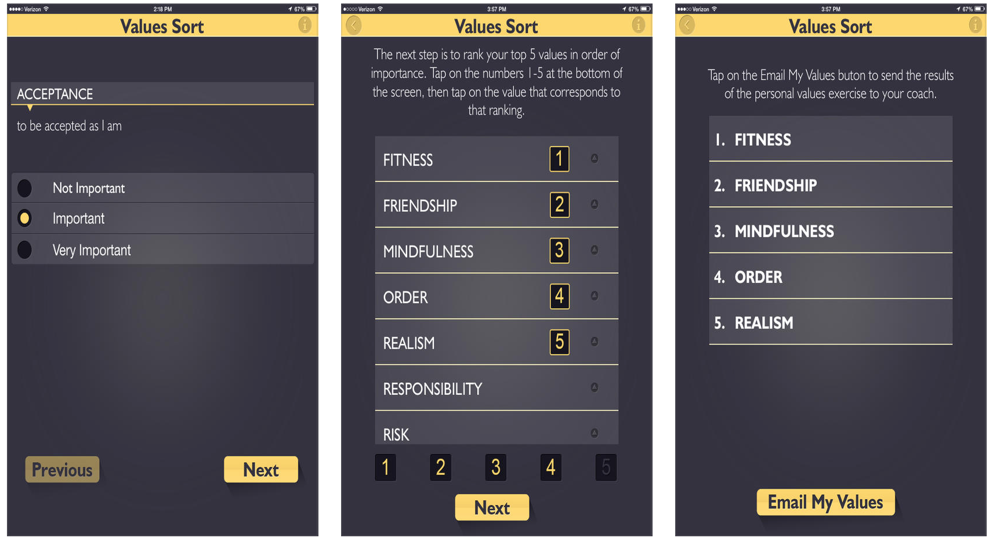 Verizon
2:18 PM
67%
Values Sort
i
ACCEPTANCE
to be accepted as I am
Not Important
Important
Very Important
Previous
Next
Verizon
3:57 PM
67%
Values Sort
i
The next step is to rank your top 5 values in order of
importance. Tap on the numbers 1-5 at the bottom of
the screen, then tap on the value that corresponds to
that ranking.
FITNESS 1
FRIENDSHIP 2
MINDFULNESS 3
ORDER 4
REALISM 5
RESPONSIBILITY
RISK
1 2 3 4 5
Next
Verizon
3:57 PM
67%
Values Sort
i
Tap on the Email My Values buton to send the results
of the personal values exercise to your coach.
1. FITNESS
2. FRIENDSHIP
3. MINDFULNESS
4. ORDER
5. REALISM
Email My Values